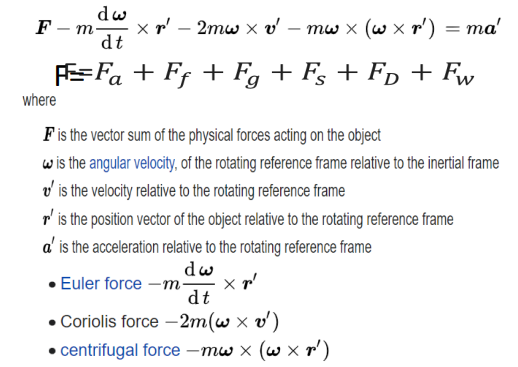 F − m dω/dt × r′ − 2mω × v′ − mω × (ω × r′) = ma′
F = Fₐ + F_f + F_g + F_s + F_D + F_w
where
F is the vector sum of the physical forces acting on the object
ω is the angular velocity, of the rotating reference frame relative to the inertial frame
v′ is the velocity relative to the rotating reference frame
r′ is the position vector of the object relative to the rotating reference frame
a′ is the acceleration relative to the rotating reference frame
• Euler force −m dω/dt × r′
• Coriolis force −2m(ω × v′)
• centrifugal force −mω × (ω × r′)